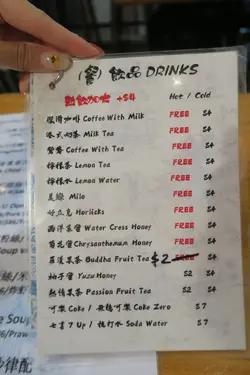 (餐) 飲品 DRINKS
點飲加啡 +$4
Hot / Cold
保濟咖啡 Coffee With Milk FREE $4
港式奶茶 Milk Tea FREE $4
鴛鴦 Coffee With Tea FREE $4
檸檬茶 Lemon Tea FREE $4
檸檬水 Lemon Water FREE $4
美祿 Milo FREE $4
好立克 Horlicks FREE $4
西洋菜蜜 Water Cress Honey FREE $4
菊花蜜 Chrysanthemum Honey FREE $4
羅漢果茶 Buddha Fruit Tea $2 FREE $4
柚子蜜 Yuzu Honey $2 $4
熱情果茶 Passion Fruit Tea $2 $4
可樂 Coke / 無糖可樂 Coke Zero $7
七喜 7 Up / 梳打水 Soda Water $7